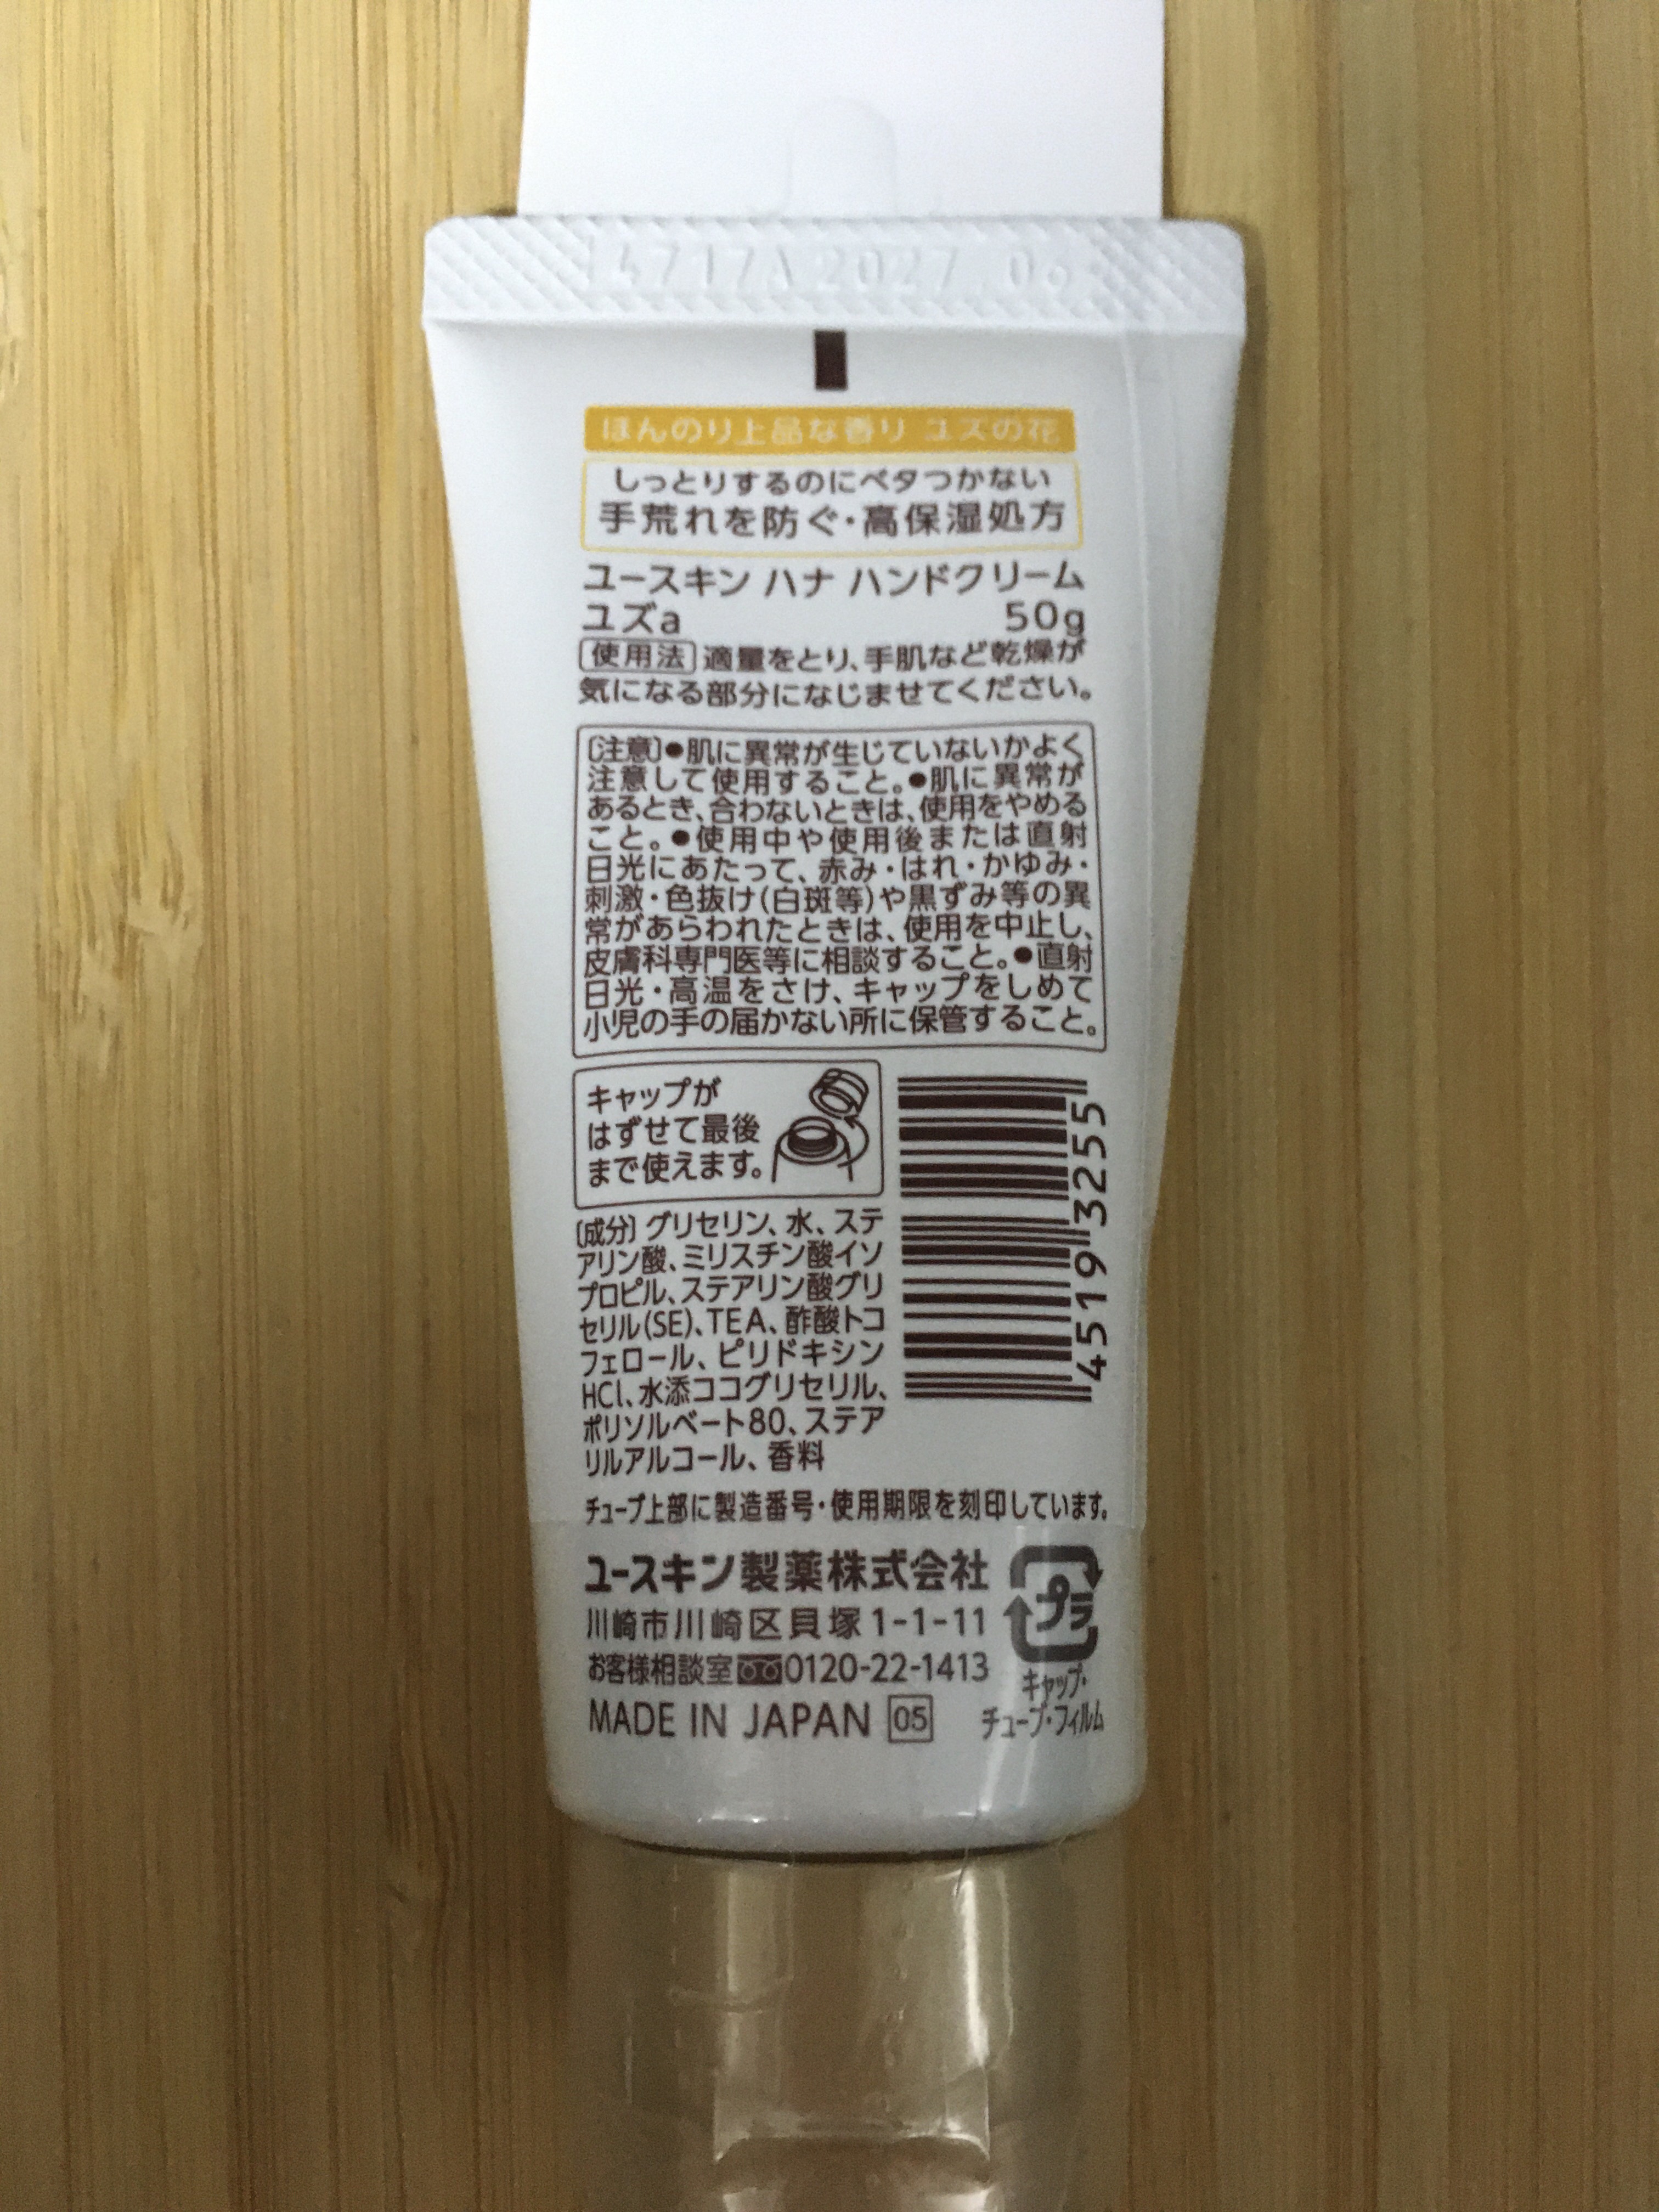 4717A 2027.06
ほんのり上品な香り ユズの花
しっとりするのにベタつかない
手荒れを防ぐ・高保湿処方
ユースキン ハナ ハンドクリーム
ユズa 50g
使用法 適量をとり、手肌など乾燥が
気になる部分になじませてください。
〔注意〕●肌に異常が生じていないかよく
注意して使用すること。●肌に異常が
あるとき、合わないときは、使用をやめる
こと。●使用中や使用後または直射
日光にあたって、赤み・はれ・かゆみ・
刺激・色抜け(白斑等)や黒ずみ等の異
常があらわれたときは、使用を中止し、
皮膚科専門医等に相談すること。●直射
日光・高温をさけ、キャップをしめて
小児の手の届かない所に保管すること。
キャップが
はずせて最後
まで使えます。
4519193255
〔成分〕グリセリン、水、ステ
アリン酸、ミリスチン酸イソ
プロピル、ステアリン酸グリ
セリル(SE)、TEA、酢酸トコ
フェロール、ピリドキシン
HCl、水添ココグリセリル、
ポリソルベート80、ステア
リルアルコール、香料
チューブ上部に製造番号・使用期限を刻印しています。
ユースキン製薬株式会社
川崎市川崎区貝塚1-1-11
お客様相談室 0120-22-1413
MADE IN JAPAN 05
プラ
キャップ・
チューブ・フィルム